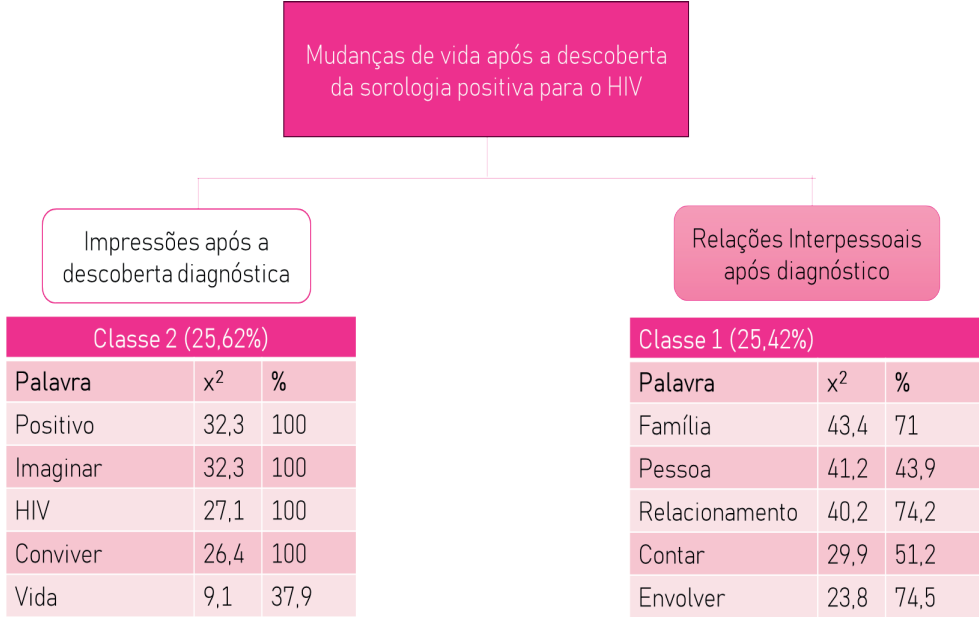 Mudanças de vida após a descoberta
da sorologia positiva para o HIV
Impressões após a
descoberta diagnóstica
Classe 2 (25,62%)
Palavra x² %
Positivo 32,3 100
Imaginar 32,3 100
HIV 27,1 100
Conviver 26,4 100
Vida 9,1 37,9
Relações Interpessoais
após diagnóstico
Classe 1 (25,42%)
Palavra x² %
Família 43,4 71
Pessoa 41,2 43,9
Relacionamento 40,2 74,2
Contar 29,9 51,2
Envolver 23,8 74,5